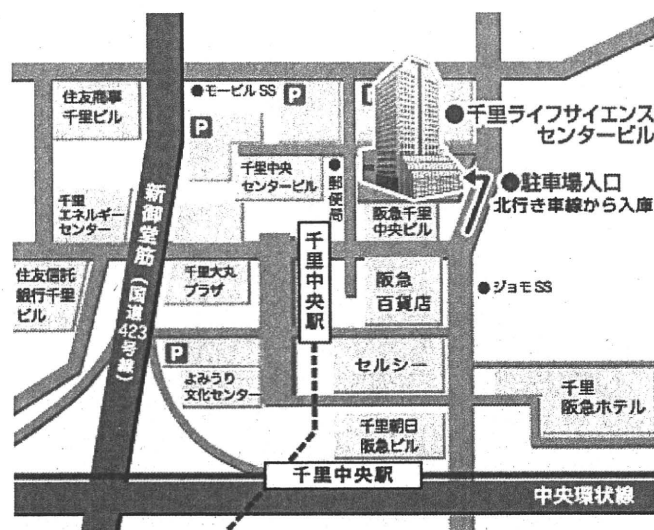 住友商事
千里ビル
●モービルSS
P
P
P
●千里ライフサイエンス
センタービル
千里中央
センタービル
●郵便局
●駐車場入口
北行き車線から入庫
千里
エネルギー
センター
新御堂筋(国道423号線)
阪急千里
中央ビル
千里中央駅
住友信託
銀行千里
ビル
千里大丸
プラザ
阪急
百貨店
●ジョモSS
P
よみうり
文化センター
セルシー
千里
阪急ホテル
千里朝日
阪急ビル
千里中央駅
中央環状線